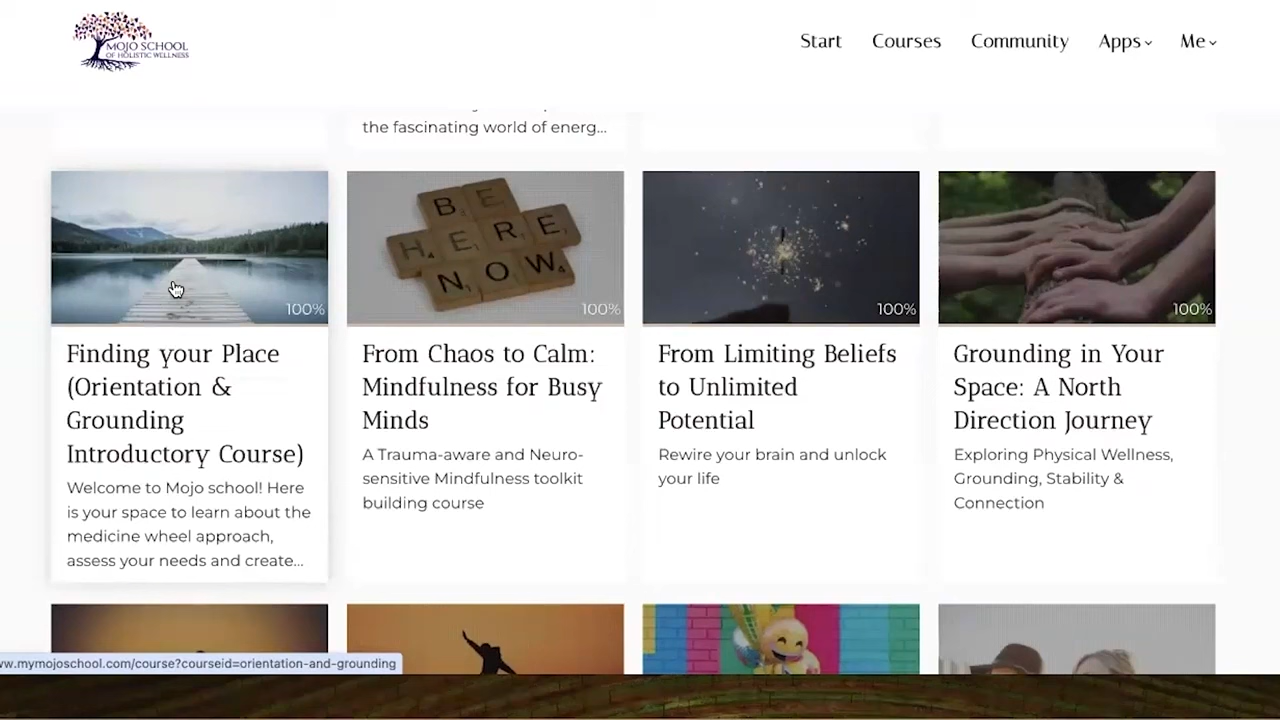 MOJO SCHOOL
OF HOLISTIC WELLNESS
Start Courses Community Apps Me
the fascinating world of energ...
BE
HERE
NOW
100%
100%
100%
100%
Finding your Place
(Orientation &
Grounding
Introductory Course)
Welcome to Mojo school! Here
is your space to learn about the
medicine wheel approach,
assess your needs and create...
From Chaos to Calm:
Mindfulness for Busy
Minds
A Trauma-aware and Neuro-
sensitive Mindfulness toolkit
building course
From Limiting Beliefs
to Unlimited
Potential
Rewire your brain and unlock
your life
Grounding in Your
Space: A North
Direction Journey
Exploring Physical Wellness,
Grounding, Stability &
Connection
ww.mymojoschool.com/course?courseid=orientation-and-grounding